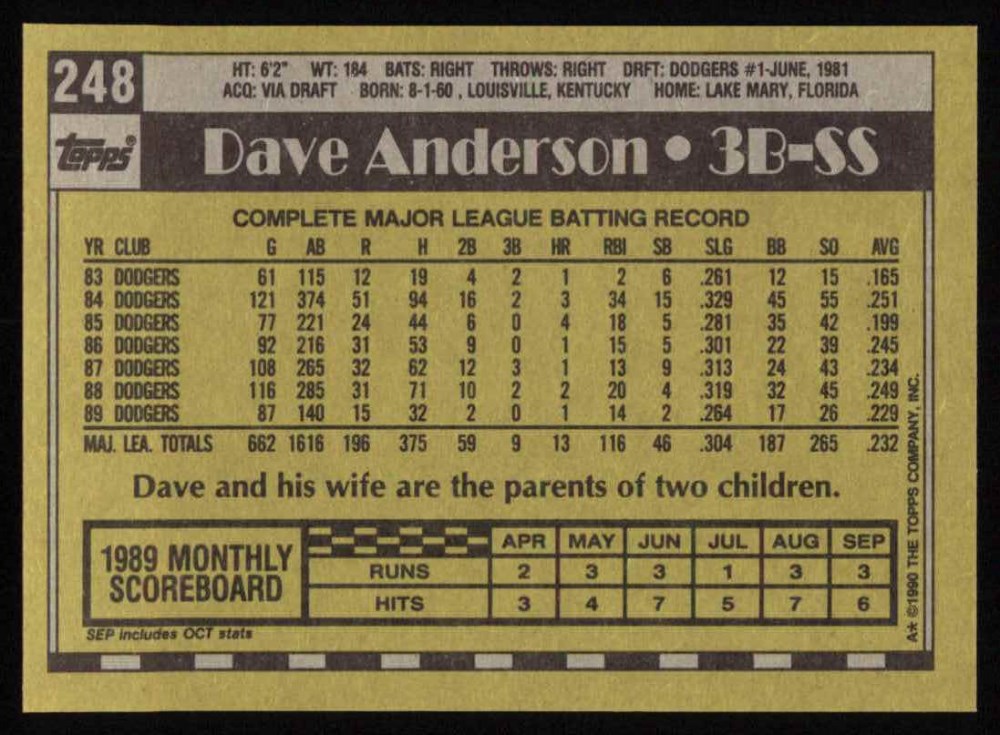 248
HT: 6'2" WT: 184 BATS: RIGHT THROWS: RIGHT DRFT: DODGERS #1-JUNE, 1981
ACQ: VIA DRAFT BORN: 8-1-60, LOUISVILLE, KENTUCKY HOME: LAKE MARY, FLORIDA
topps®
Dave Anderson • 3B-SS
COMPLETE MAJOR LEAGUE BATTING RECORD
YR CLUB G AB R H 2B 3B HR RBI SB SLG BB SO AVG
83 DODGERS 61 115 12 19 4 2 1 2 6 .261 12 15 .165
84 DODGERS 121 374 51 94 16 2 3 34 15 .329 45 55 .251
85 DODGERS 77 221 24 44 6 0 4 18 5 .281 35 42 .199
86 DODGERS 92 216 31 53 9 0 1 15 5 .301 22 39 .245
87 DODGERS 108 265 32 62 12 3 1 13 9 .313 24 43 .234
88 DODGERS 116 285 31 71 10 2 2 20 4 .319 32 45 .249
89 DODGERS 87 140 15 32 2 0 1 14 2 .264 17 26 .229
MAJ. LEA. TOTALS 662 1616 196 375 59 9 13 116 46 .304 187 265 .232
Dave and his wife are the parents of two children.
1989 MONTHLY
SCOREBOARD
APR MAY JUN JUL AUG SEP
RUNS 2 3 3 1 3 3
HITS 3 4 7 5 7 6
SEP includes OCT stats
A* ©1990 THE TOPPS COMPANY, INC.